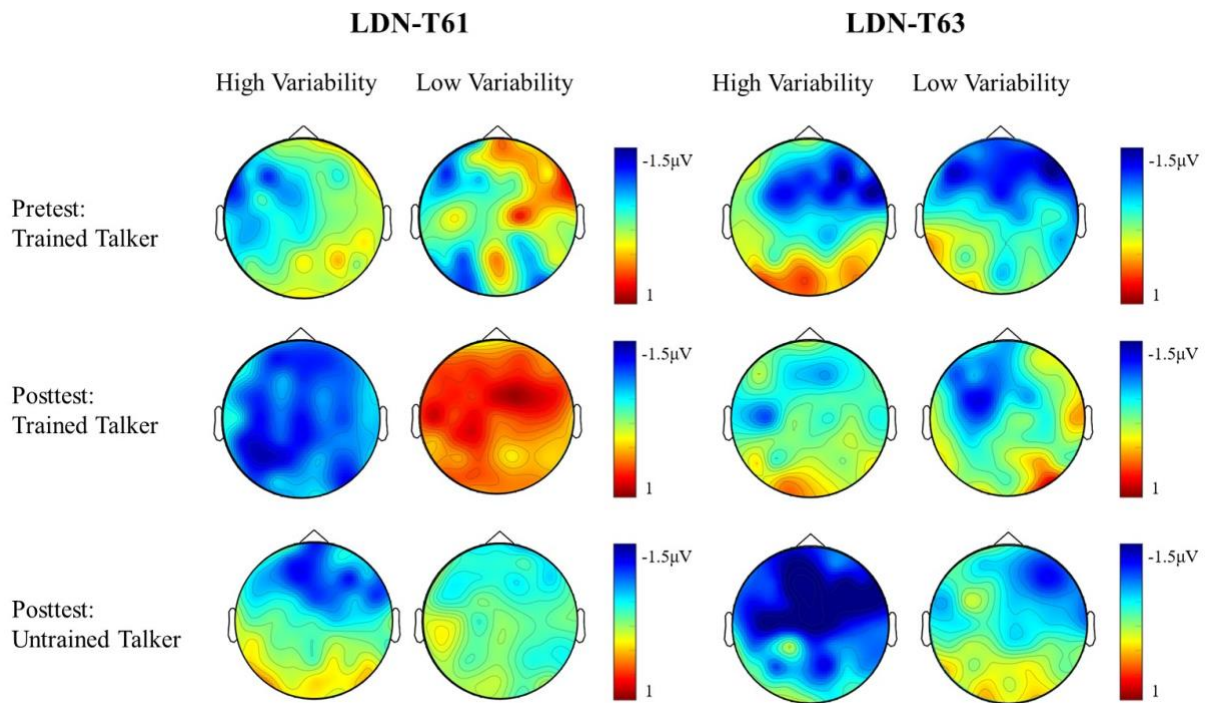 LDN-T61 LDN-T63
High Variability Low Variability High Variability Low Variability
Pretest:
Trained Talker
-1.5μV
1
-1.5μV
1
Posttest:
Trained Talker
-1.5μV
1
-1.5μV
1
Posttest:
Untrained Talker
-1.5μV
1
-1.5μV
1